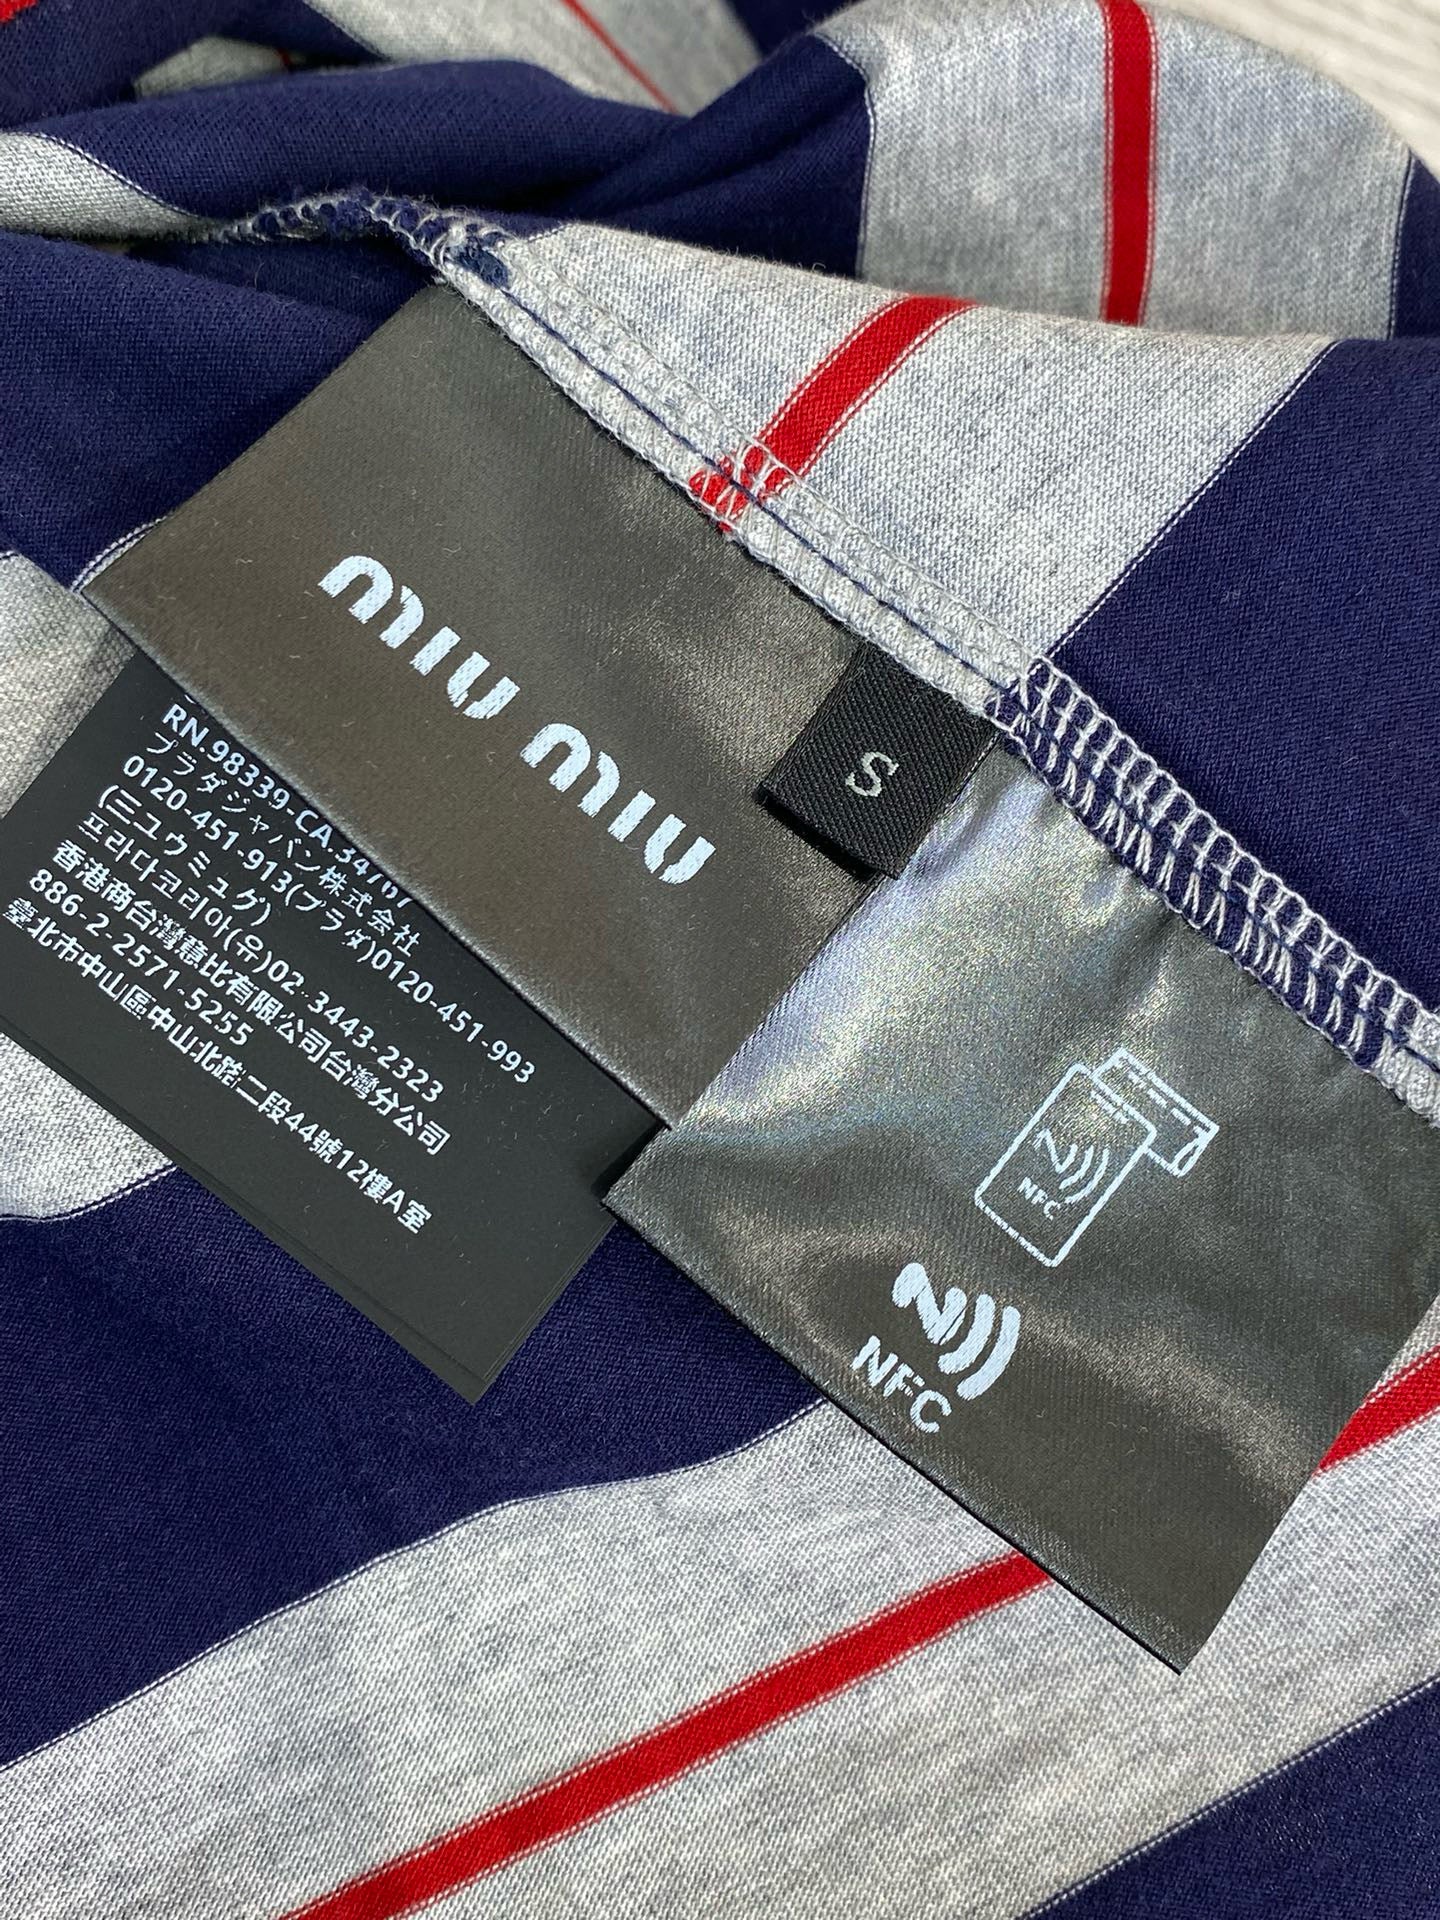 miu miu
S
RN.98339-CA.34767
プラダジャパン株式会社
0120-451-913(プラダ)0120-451-993
(ミュウミュグ)
프라다코리아(유)02-3443-2323
香港商台灣意比有限公司台灣分公司
886-2-2571-5255
臺北市中山區中山北路二段44號12樓A室
NFC
NFC